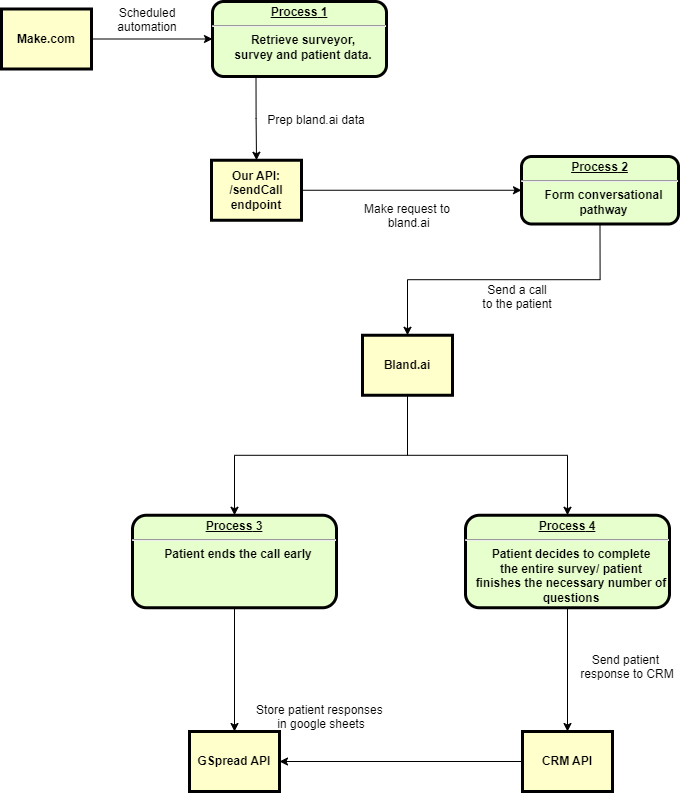 Make.com
Scheduled
automation
Process 1
Retrieve surveyor,
survey and patient data.
Prep bland.ai data
Our API:
/sendCall
endpoint
Make request to
bland.ai
Process 2
Form conversational
pathway
Send a call
to the patient
Bland.ai
Process 3
Patient ends the call early
Process 4
Patient decides to complete
the entire survey/ patient
finishes the necessary number of
questions
Send patient
response to CRM
Store patient responses
in google sheets
GSpread API
CRM API